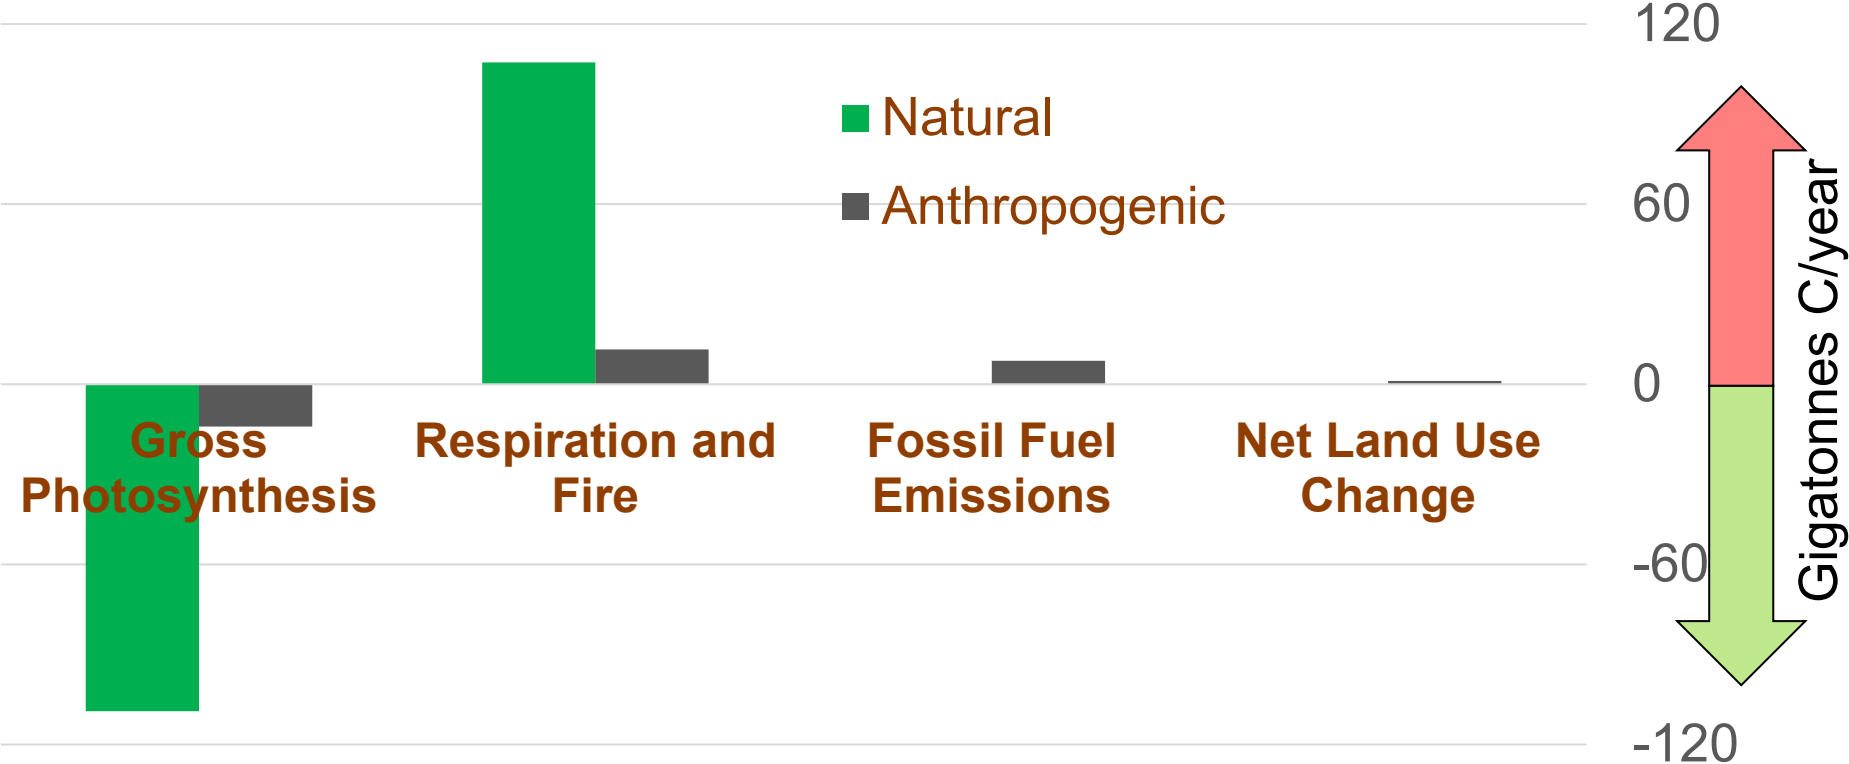 120
Natural
60
Anthropogenic
0
Gross
Photosynthesis
Respiration and
Fire
Fossil Fuel
Emissions
Net Land Use
Change
-60
-120
Gigatonnes C/year